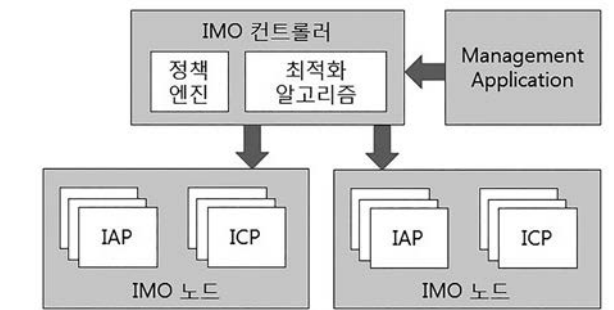 IMO 컨트롤러
정책
엔진
최적화
알고리즘
Management
Application
IAP
ICP
IMO 노드
IAP
ICP
IMO 노드